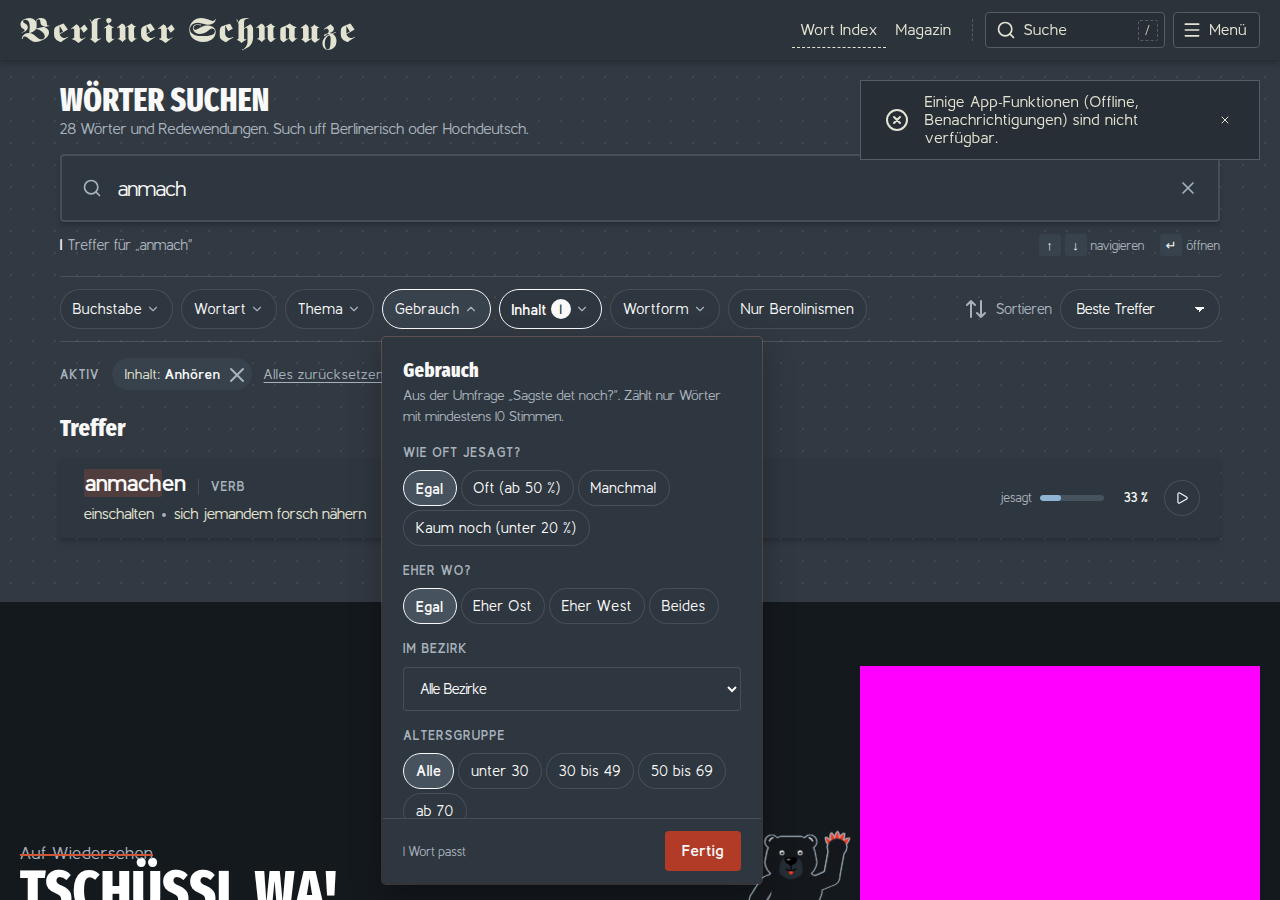 Berliner Schnauze
Wort Index
Magazin
Suche
/
Menü
WÖRTER SUCHEN
28 Wörter und Redewendungen. Such uff Berlinerisch oder Hochdeutsch.
Einige App-Funktionen (Offline,
Benachrichtigungen) sind nicht
verfügbar.
anmach
1 Treffer für „anmach“
↑ ↓ navigieren ↵ öffnen
Buchstabe
Wortart
Thema
Gebrauch
Inhalt 1
Wortform
Nur Berolinismen
Sortieren
Beste Treffer
AKTIV
Inhalt: Anhören
Alles zurücksetzen
Treffer
anmachen
VERB
einschalten • sich jemandem forsch nähern
jesagt
33 %
Gebrauch
Aus der Umfrage „Sagste det noch?“. Zählt nur Wörter
mit mindestens 10 Stimmen.
WIE OFT JESAGT?
Egal
Oft (ab 50 %)
Manchmal
Kaum noch (unter 20 %)
EHER WO?
Egal
Eher Ost
Eher West
Beides
IM BEZIRK
Alle Bezirke
ALTERSGRUPPE
Alle
unter 30
30 bis 49
50 bis 69
ab 70
1 Wort passt
Fertig
Auf Wiedersehen
TSCHÜSSI, WA!